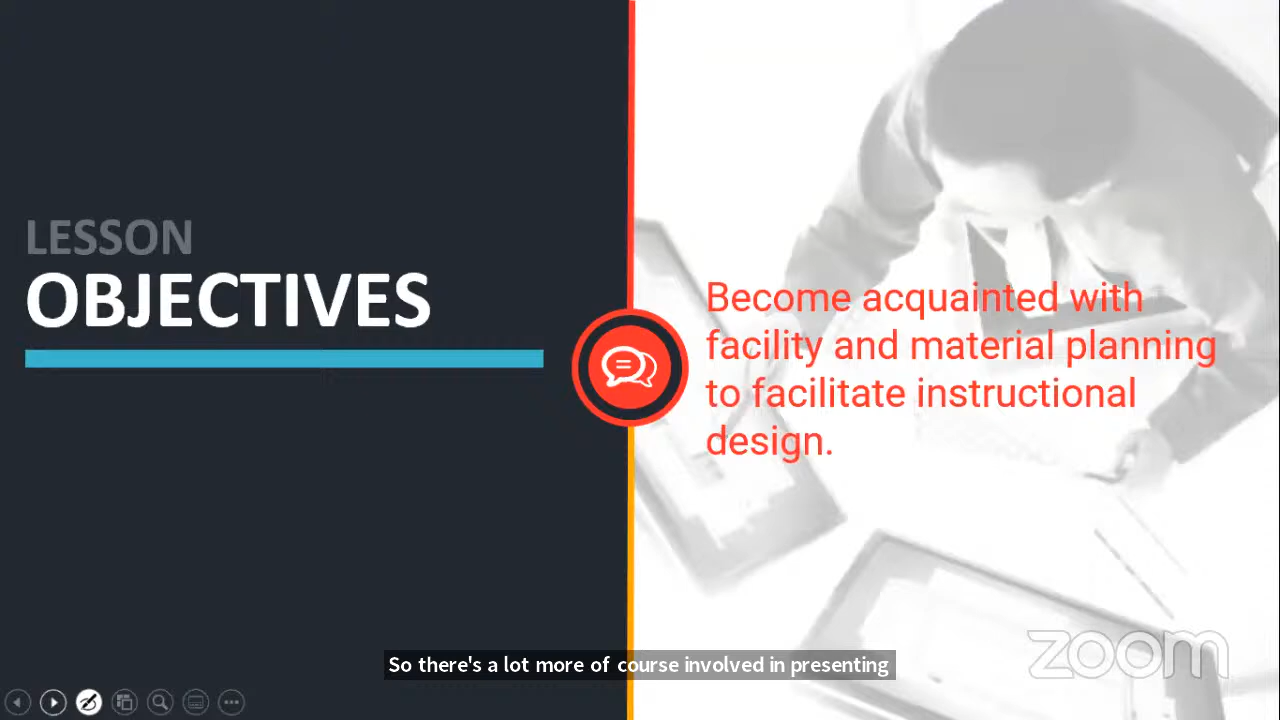 LESSON
OBJECTIVES
Become acquainted with
facility and material planning
to facilitate instructional
design.
So there's a lot more of course involved in presenting
zoom